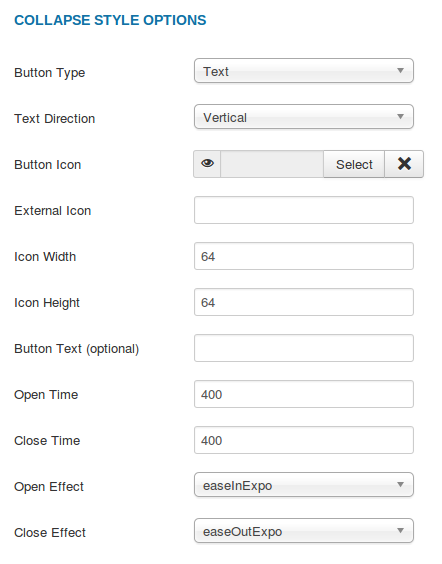 COLLAPSE STYLE OPTIONS
Button Type Text
Text Direction Vertical
Button Icon Select
External Icon
Icon Width 64
Icon Height 64
Button Text (optional)
Open Time 400
Close Time 400
Open Effect easeInExpo
Close Effect easeOutExpo